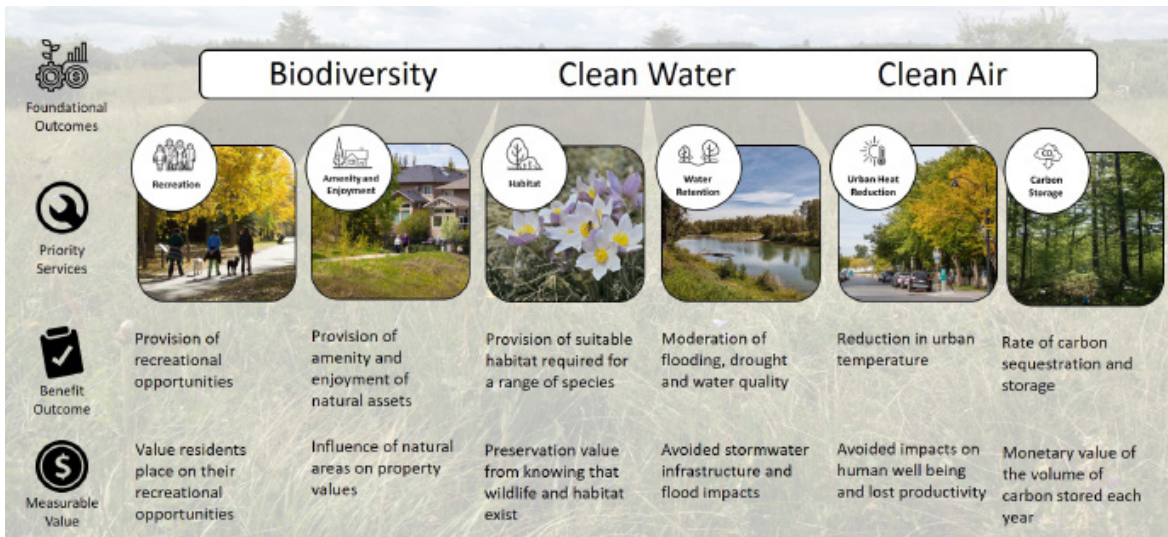 Biodiversity Clean Water Clean Air
Foundational
Outcomes
Recreation
Amenity and
Enjoyment
Habitat
Water
Retention
Urban Heat
Reduction
CO₂
Carbon
Storage
Priority
Services
Benefit
Outcome
Provision of
recreational
opportunities
Provision of
amenity and
enjoyment of
natural assets
Provision of suitable
habitat required for
a range of species
Moderation of
flooding, drought
and water quality
Reduction in urban
temperature
Rate of carbon
sequestration and
storage
Measurable
Value
Value residents
place on their
recreational
opportunities
Influence of natural
areas on property
values
Preservation value
from knowing that
wildlife and habitat
exist
Avoided stormwater
infrastructure and
flood impacts
Avoided impacts on
human well being
and lost productivity
Monetary value of
the volume of
carbon stored each
year